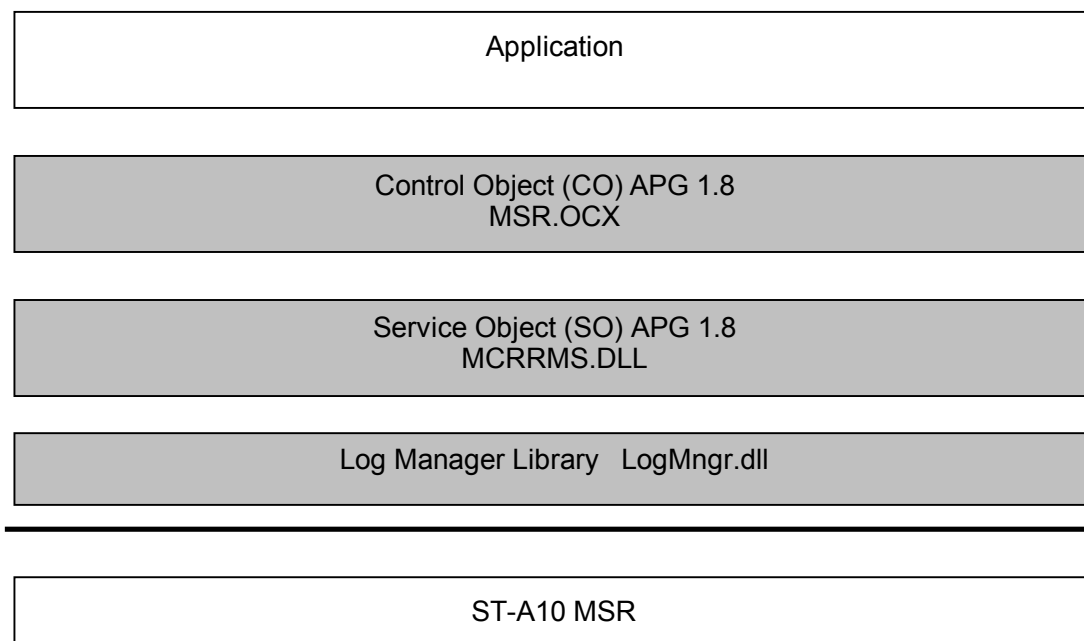 Application
Control Object (CO) APG 1.8
MSR.OCX
Service Object (SO) APG 1.8
MCRRMS.DLL
Log Manager Library LogMngr.dll
ST-A10 MSR